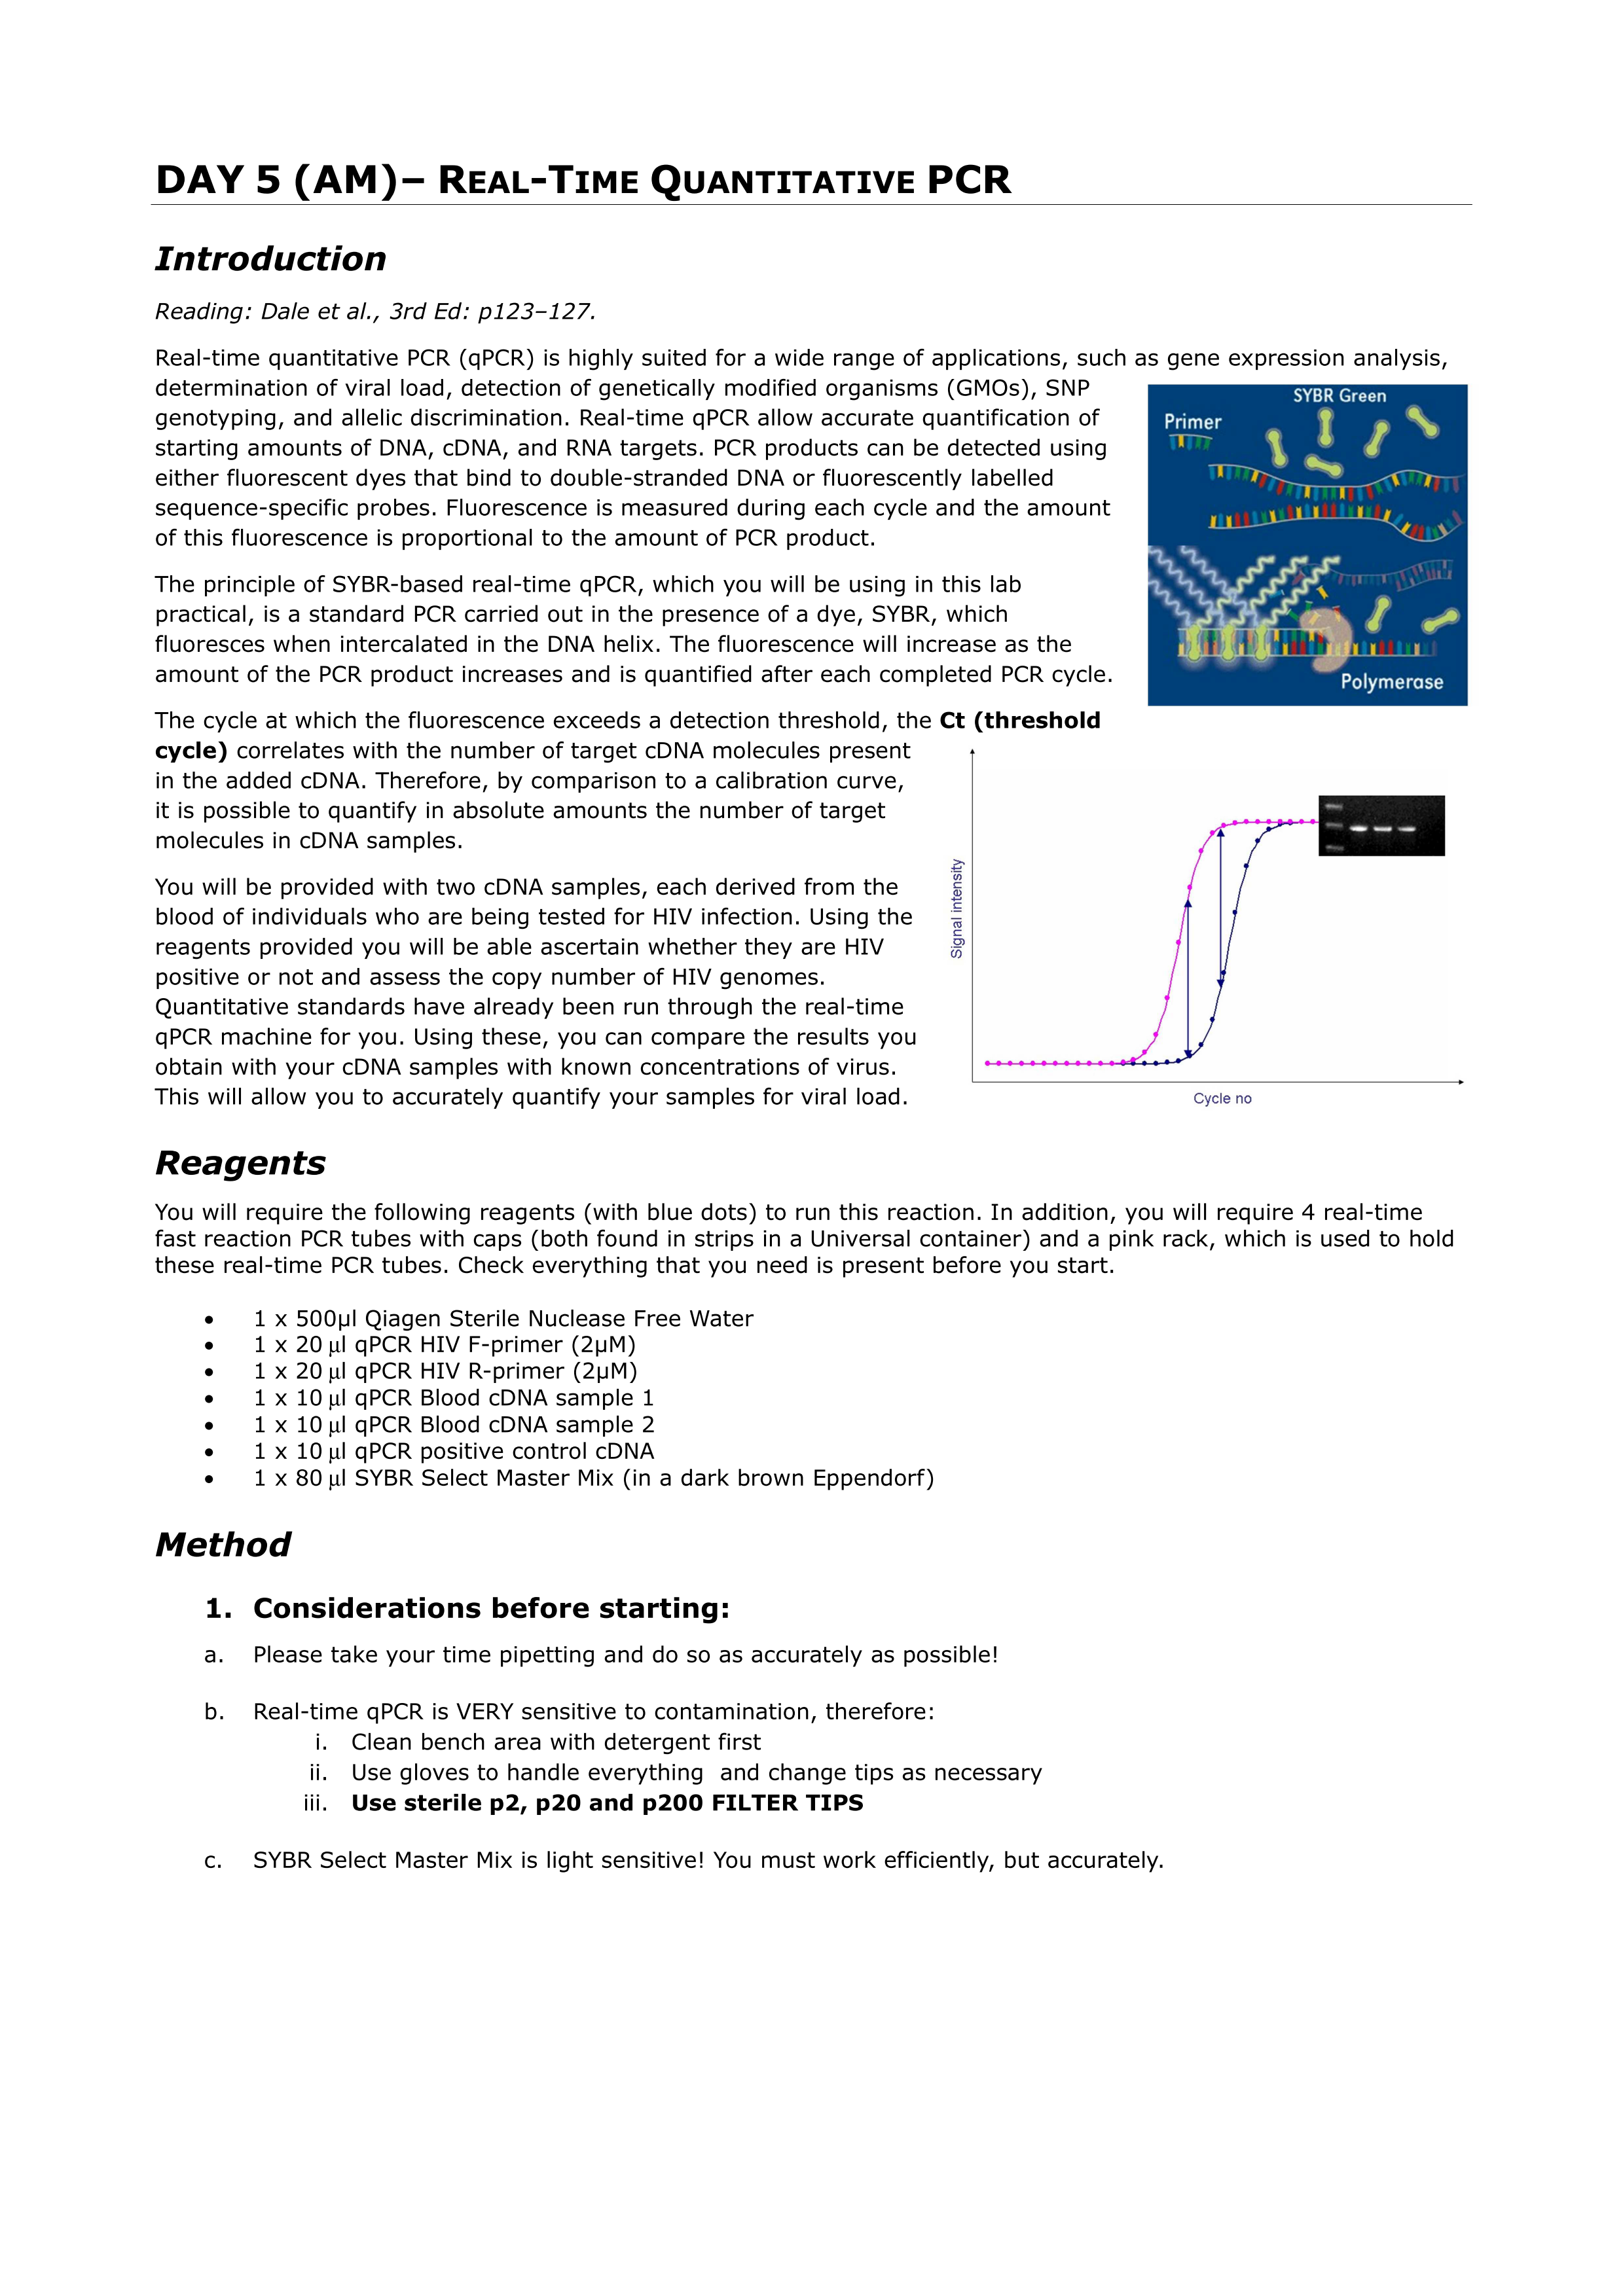 DAY 5 (AM)– REAL-TIME QUANTITATIVE PCR
Introduction
Reading: Dale et al., 3rd Ed: p123–127.
Real-time quantitative PCR (qPCR) is highly suited for a wide range of applications, such as gene expression analysis,
determination of viral load, detection of genetically modified organisms (GMOs), SNP
genotyping, and allelic discrimination. Real-time qPCR allow accurate quantification of
starting amounts of DNA, cDNA, and RNA targets. PCR products can be detected using
either fluorescent dyes that bind to double-stranded DNA or fluorescently labelled
sequence-specific probes. Fluorescence is measured during each cycle and the amount
of this fluorescence is proportional to the amount of PCR product.
SYBR Green
Primer
Polymerase
The principle of SYBR-based real-time qPCR, which you will be using in this lab
practical, is a standard PCR carried out in the presence of a dye, SYBR, which
fluoresces when intercalated in the DNA helix. The fluorescence will increase as the
amount of the PCR product increases and is quantified after each completed PCR cycle.
The cycle at which the fluorescence exceeds a detection threshold, the Ct (threshold
cycle) correlates with the number of target cDNA molecules present
in the added cDNA. Therefore, by comparison to a calibration curve,
it is possible to quantify in absolute amounts the number of target
molecules in cDNA samples.
You will be provided with two cDNA samples, each derived from the
blood of individuals who are being tested for HIV infection. Using the
reagents provided you will be able ascertain whether they are HIV
positive or not and assess the copy number of HIV genomes.
Quantitative standards have already been run through the real-time
qPCR machine for you. Using these, you can compare the results you
obtain with your cDNA samples with known concentrations of virus.
This will allow you to accurately quantify your samples for viral load.
Signal intensity
Cycle no
Reagents
You will require the following reagents (with blue dots) to run this reaction. In addition, you will require 4 real-time
fast reaction PCR tubes with caps (both found in strips in a Universal container) and a pink rack, which is used to hold
these real-time PCR tubes. Check everything that you need is present before you start.
• 1 x 500µl Qiagen Sterile Nuclease Free Water
• 1 x 20 µl qPCR HIV F-primer (2µM)
• 1 x 20 µl qPCR HIV R-primer (2µM)
• 1 x 10 µl qPCR Blood cDNA sample 1
• 1 x 10 µl qPCR Blood cDNA sample 2
• 1 x 10 µl qPCR positive control cDNA
• 1 x 80 µl SYBR Select Master Mix (in a dark brown Eppendorf)
Method
1. Considerations before starting:
a. Please take your time pipetting and do so as accurately as possible!
b. Real-time qPCR is VERY sensitive to contamination, therefore:
i. Clean bench area with detergent first
ii. Use gloves to handle everything  and change tips as necessary
iii. Use sterile p2, p20 and p200 FILTER TIPS
c. SYBR Select Master Mix is light sensitive! You must work efficiently, but accurately.